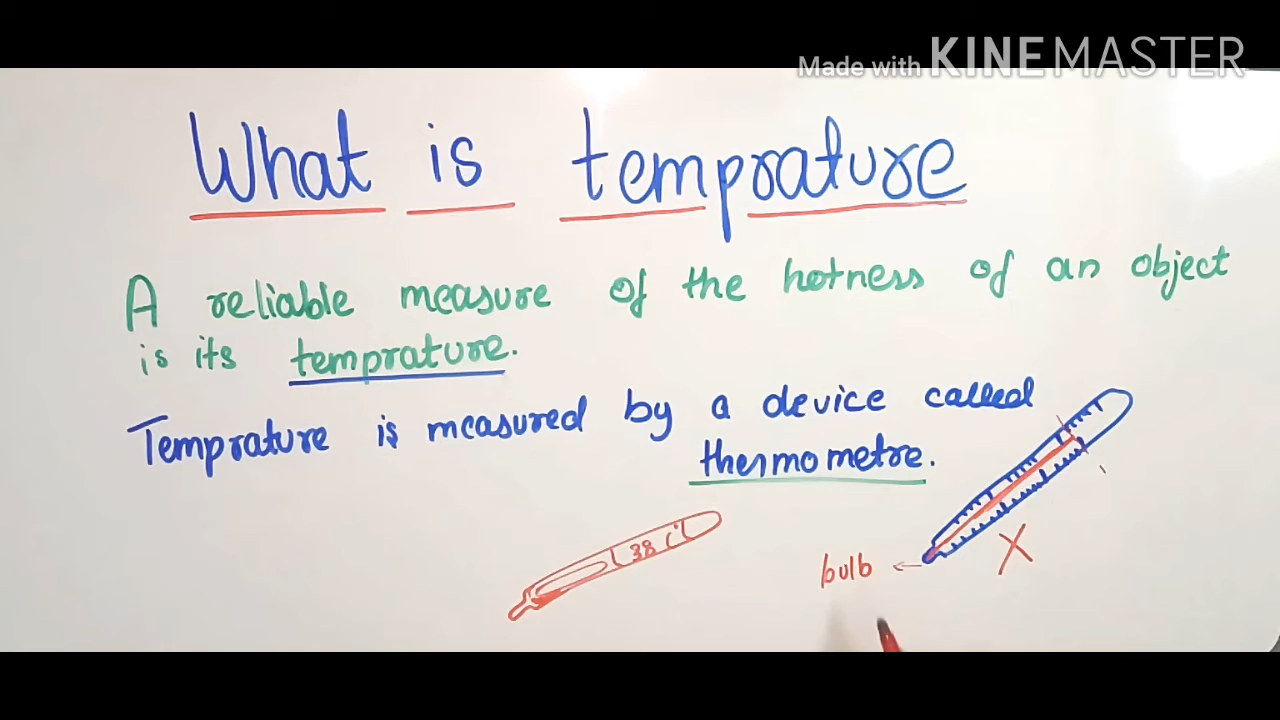 Made with KINEMASTER
What is temprature
A reliable measure of the hotness of an object
is its temprature.
Temprature is measured by a device called
thermometre.
38 c°
bulb